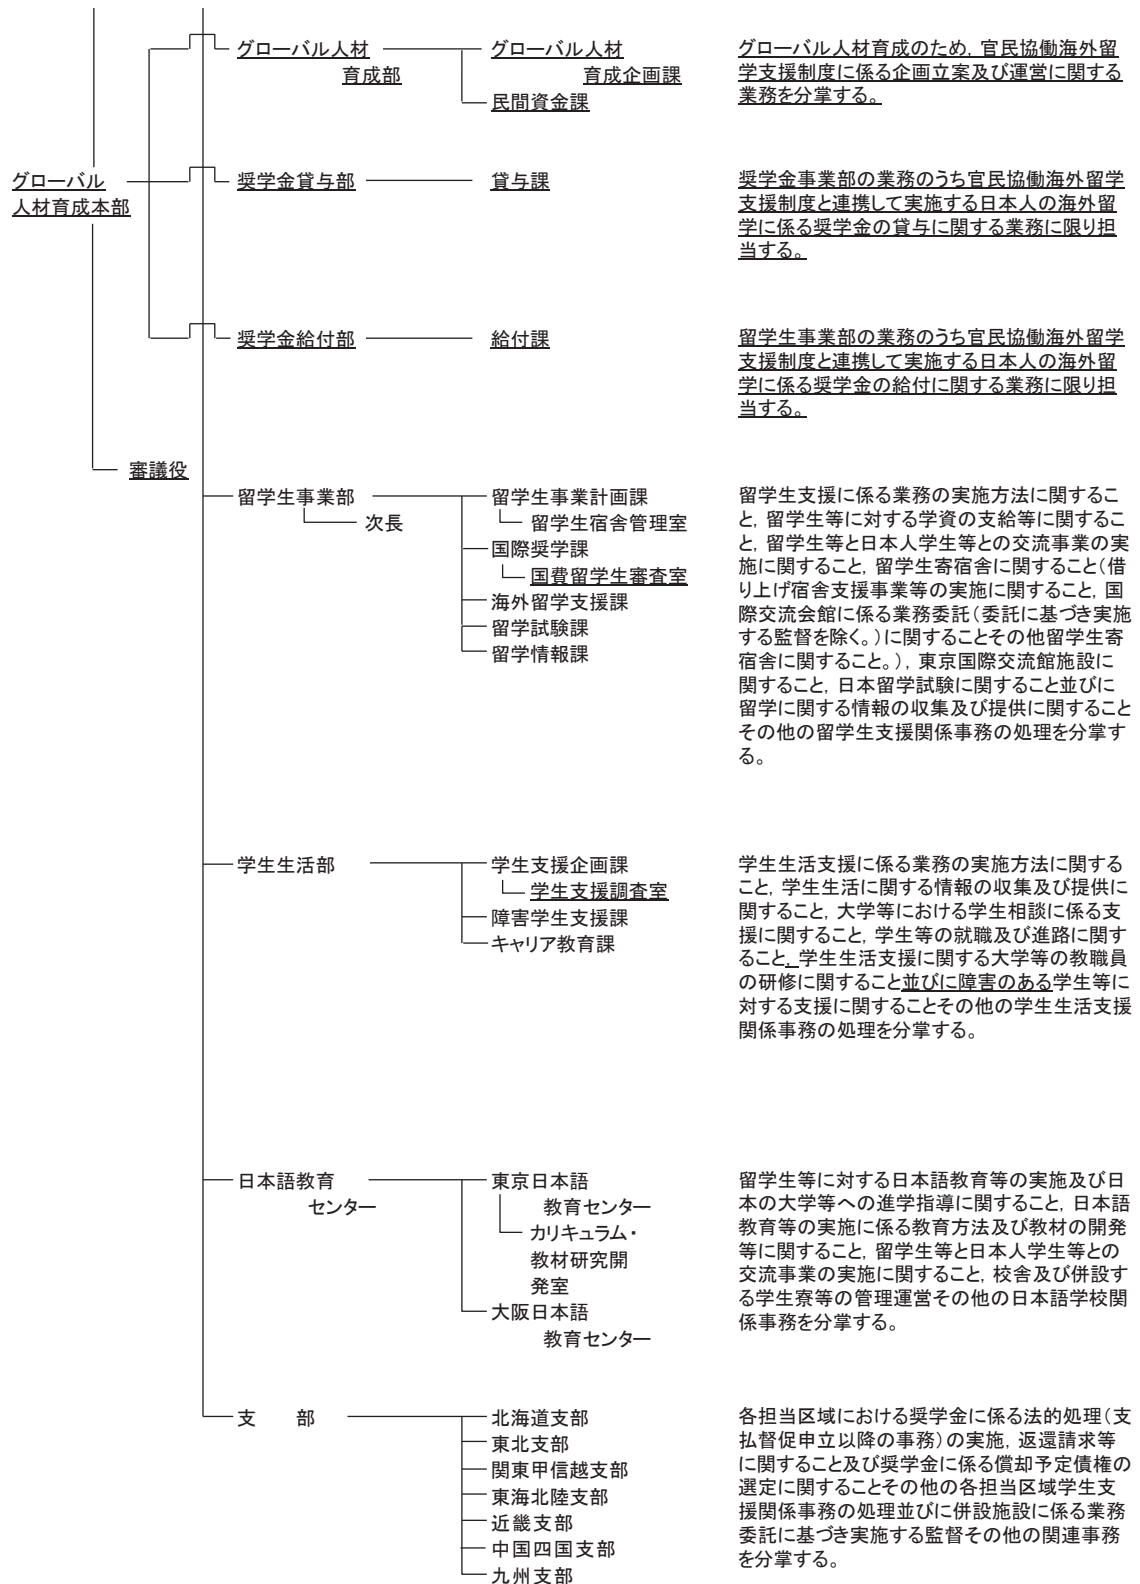 グローバル人材
育成部
グローバル人材
育成企画課
民間資金課
グローバル人材育成のため，官民協働海外留
学支援制度に係る企画立案及び運営に関する
業務を分掌する。
グローバル
人材育成本部
奨学金貸与部
貸与課
奨学金事業部の業務のうち官民協働海外留学
支援制度と連携して実施する日本人の海外留
学に係る奨学金の貸与に関する業務に限り担
当する。
奨学金給付部
給付課
留学生事業部の業務のうち官民協働海外留学
支援制度と連携して実施する日本人の海外留
学に係る奨学金の給付に関する業務に限り担
当する。
審議役
留学生事業部
次長
留学生事業計画課
留学生宿舎管理室
国際奨学課
国費留学生審査室
海外留学支援課
留学試験課
留学情報課
留学生支援に係る業務の実施方法に関するこ
と，留学生等に対する学資の支給等に関するこ
と，留学生等と日本人学生等との交流事業の実
施に関すること，留学生寄宿舎に関すること（借
り上げ宿舎支援事業等の実施に関すること，国
際交流会館に係る業務委託（委託に基づき実施
する監督を除く。）に関することその他留学生寄
宿舎に関すること。），東京国際交流館施設に
関すること，日本留学試験に関すること並びに
留学に関する情報の収集及び提供に関すること
その他の留学生支援関係事務の処理を分掌す
る。
学生生活部
学生支援企画課
学生支援調査室
障害学生支援課
キャリア教育課
学生生活支援に係る業務の実施方法に関する
こと，学生生活に関する情報の収集及び提供に
関すること，大学等における学生相談に係る支
援に関すること，学生等の就職及び進路に関す
ること，学生生活支援に関する大学等の教職員
の研修に関すること並びに障害のある学生等に
対する支援に関することその他の学生生活支援
関係事務の処理を分掌する。
日本語教育
センター
東京日本語
教育センター
カリキュラム・
教材研究開
発室
大阪日本語
教育センター
留学生等に対する日本語教育等の実施及び日
本の大学等への進学指導に関すること，日本語
教育等の実施に係る教育方法及び教材の開発
等に関すること，留学生等と日本人学生等との
交流事業の実施に関すること，校舎及び併設す
る学生寮等の管理運営その他の日本語学校関
係事務を分掌する。
支　　部
北海道支部
東北支部
関東甲信越支部
東海北陸支部
近畿支部
中国四国支部
九州支部
各担当区域における奨学金に係る法的処理（支
払督促申立以降の事務）の実施，返還請求等
に関すること及び奨学金に係る償却予定債権の
選定に関することその他の各担当区域学生支
援関係事務の処理並びに併設施設に係る業務
委託に基づき実施する監督その他の関連事務
を分掌する。